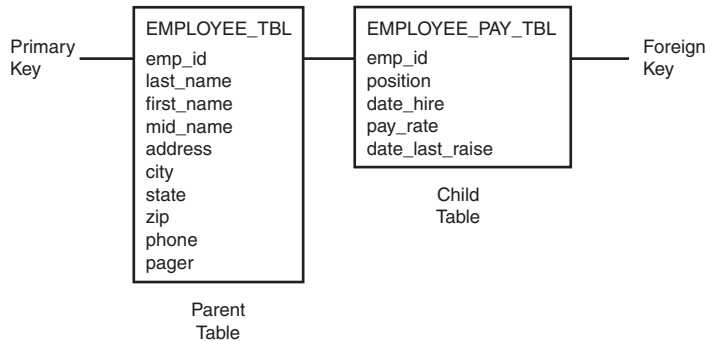 Primary
Key
EMPLOYEE_TBL
emp_id
last_name
first_name
mid_name
address
city
state
zip
phone
pager
Parent
Table
EMPLOYEE_PAY_TBL
emp_id
position
date_hire
pay_rate
date_last_raise
Child
Table
Foreign
Key